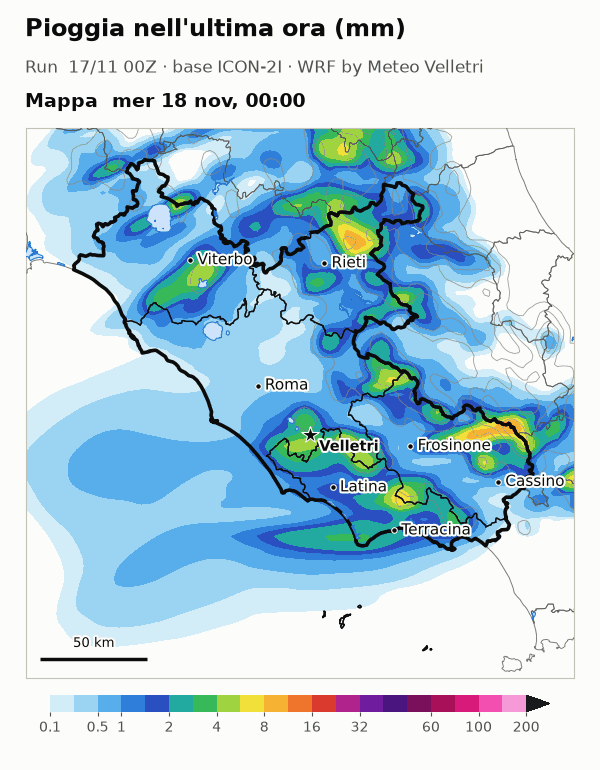 Pioggia nell'ultima ora (mm)
Run  17/11 00Z · base ICON-2I · WRF by Meteo Velletri
Mappa  mer 18 nov, 00:00
Viterbo
Rieti
Roma
Velletri
Frosinone
Cassino
Latina
Terracina
50 km
0.1 0.5 1 2 4 8 16 32 60 100 200